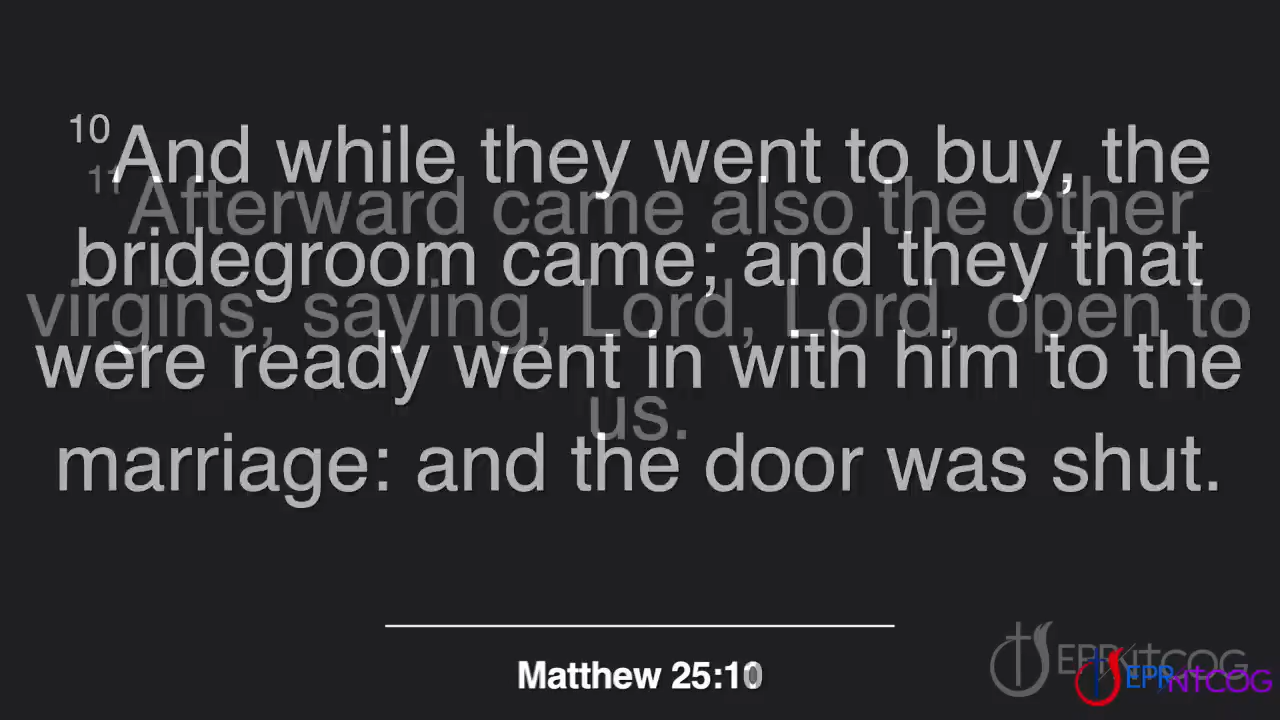 10 And while they went to buy, the
11 Afterward came also the other
bridegroom came; and they that
virgins, saying, Lord, Lord, open to
were ready went in with him to the
us.
marriage: and the door was shut.
Matthew 25:10
EPRNTCOG
EPRNTCOG